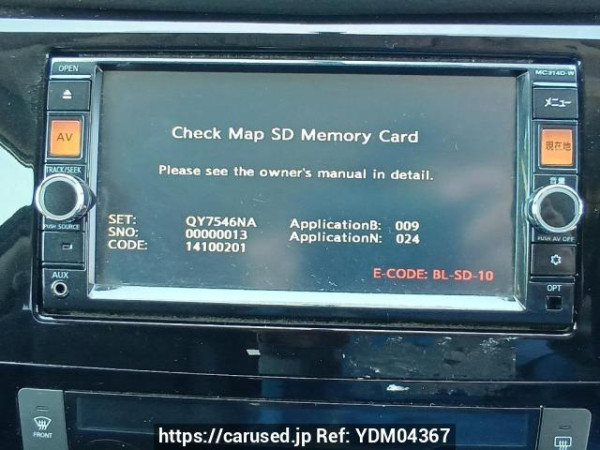 OPEN
MC314D-W
メニュー
AV
Check Map SD Memory Card
現在地
Please see the owner's manual in detail.
TRACK/SEEK
音量
SET: QY7546NA ApplicationB: 009
SNO: 00000013 ApplicationN: 024
CODE: 14100201
PUSH SOURCE
PUSH AV OFF
E-CODE: BL-SD-10
AUX
OPT
FRONT
https://carused.jp Ref: YDM04367